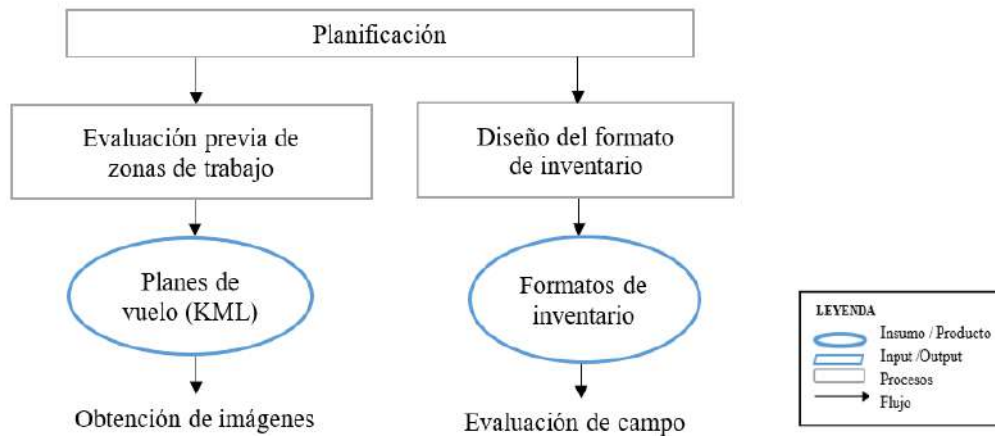 Planificación
Evaluación previa de
zonas de trabajo
Diseño del formato
de inventario
Planes de
vuelo (KML)
Formatos de
inventario
Obtención de imágenes
Evaluación de campo
LEYENDA
Insumo / Producto
Input /Output
Procesos
Flujo